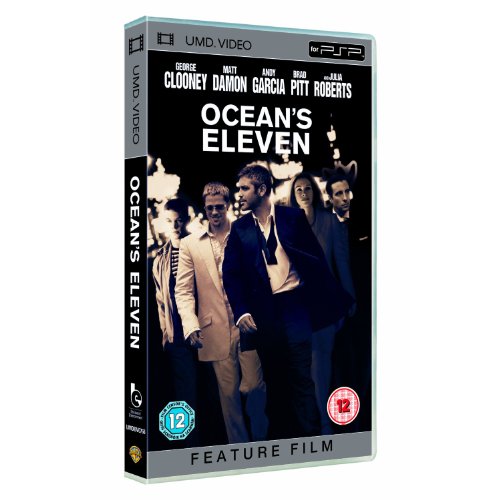 UMD. VIDEO
for PSP
GEORGE CLOONEY
MATT DAMON
ANDY GARCIA
BRAD PITT
AND JULIA ROBERTS
OCEAN'S
ELEVEN
12
12
FEATURE FILM
UMD. VIDEO
OCEAN'S ELEVEN